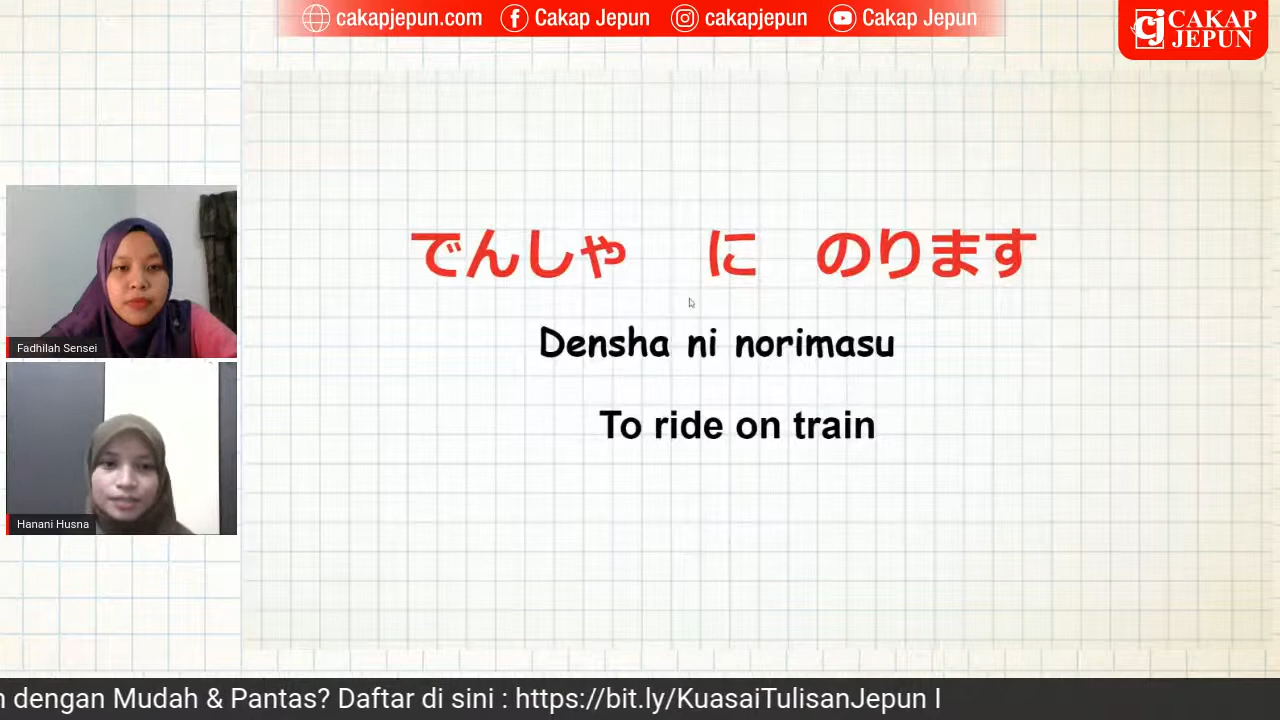 cakapjepun.com Cakap Jepun cakapjepun Cakap Jepun
CAKAP
JEPUN
でんしゃ に のります
Densha ni norimasu
To ride on train
Fadhilah Sensei
Hanani Husna
dengan Mudah & Pantas? Daftar di sini : https://bit.ly/KuasaiTulisanJepun